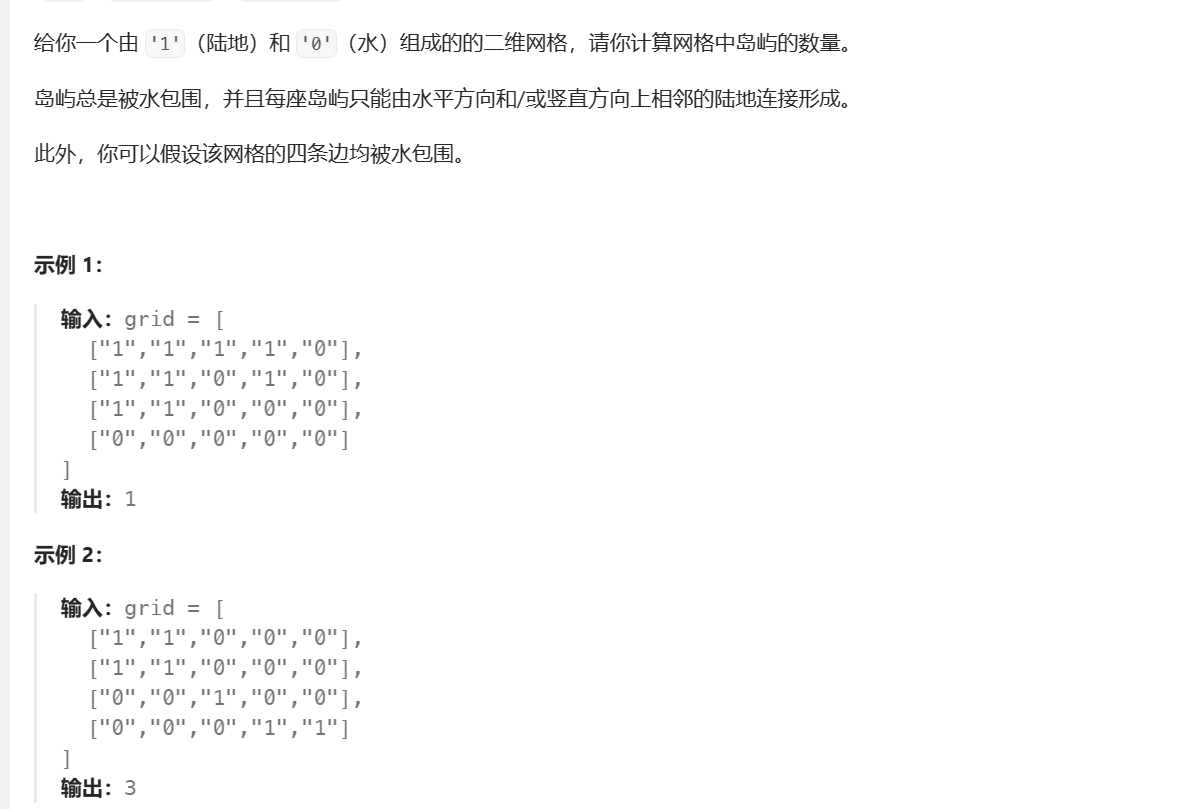 给你一个由 '1'（陆地）和 '0'（水）组成的的二维网格，请你计算网格中岛屿的数量。
岛屿总是被水包围，并且每座岛屿只能由水平方向和/或竖直方向上相邻的陆地连接形成。
此外，你可以假设该网格的四条边均被水包围。
示例 1：
输入：grid = [
["1","1","1","1","0"],
["1","1","0","1","0"],
["1","1","0","0","0"],
["0","0","0","0","0"]
]
输出：1
示例 2：
输入：grid = [
["1","1","0","0","0"],
["1","1","0","0","0"],
["0","0","1","0","0"],
["0","0","0","1","1"]
]
输出：3